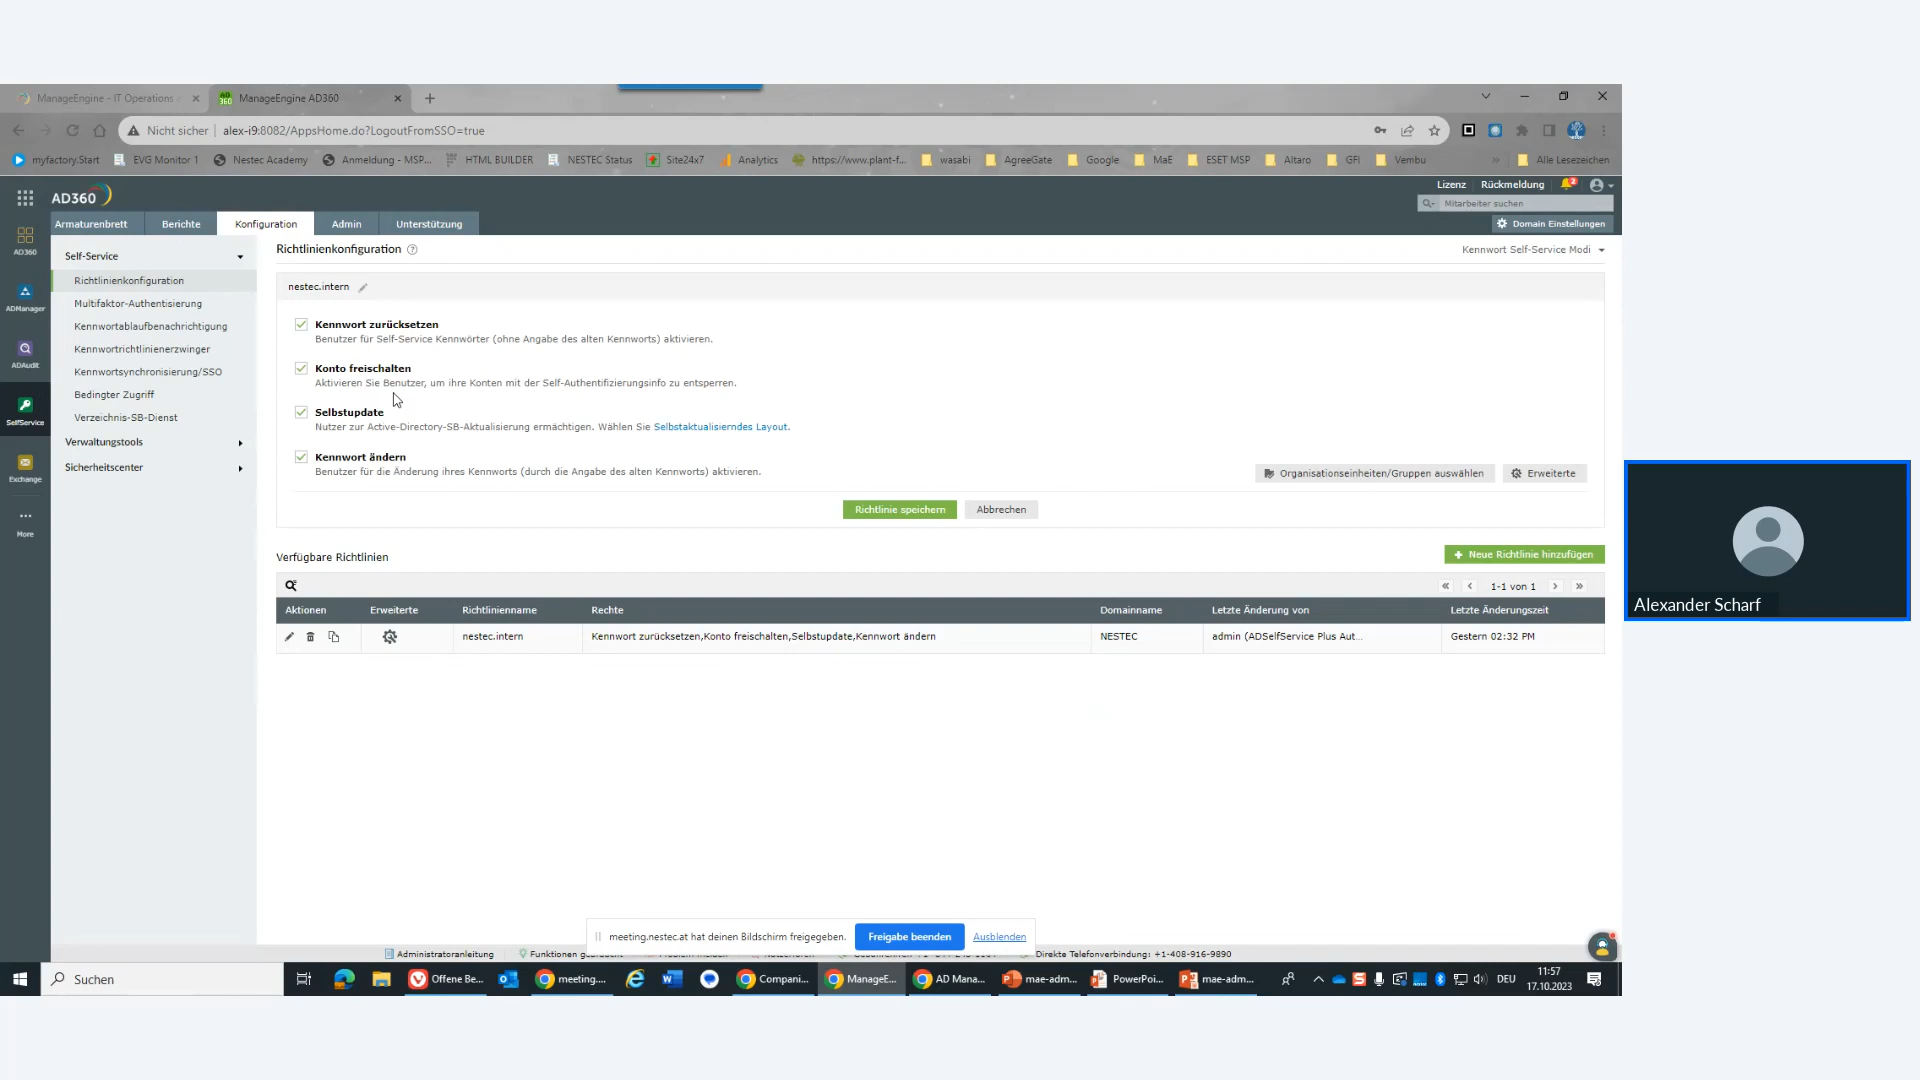 ManageEngine - IT Operations
ManageEngine AD360
Nicht sicher
alex-i9:8082/AppsHome.do?LogoutFromSSO=true
myfactory.Start
EVG Monitor 1
Nestec Academy
Anmeldung - MSP...
HTML BUILDER
NESTEC Status
Site24x7
Analytics
https://www.plant-f...
wasabi
AgreeGate
Google
MaE
ESET MSP
Altaro
GFI
Vembu
»
Alle Lesezeichen
AD360
Lizenz
Rückmeldung
2
Mitarbeiter suchen
Armaturenbrett
Berichte
Konfiguration
Admin
Unterstützung
Domain Einstellungen
AD360
ADManager
ADAudit
SelfService
Exchange
More
Self-Service
Richtlinienkonfiguration
Multifaktor-Authentisierung
Kennwortablaufbenachrichtigung
Kennwortrichtlinienerzwinger
Kennwortsynchronisierung/SSO
Bedingter Zugriff
Verzeichnis-SB-Dienst
Verwaltungstools
Sicherheitscenter
Richtlinienkonfiguration
Kennwort Self-Service Modi
nestec.intern
Kennwort zurücksetzen
Benutzer für Self-Service Kennwörter (ohne Angabe des alten Kennworts) aktivieren.
Konto freischalten
Aktivieren Sie Benutzer, um ihre Konten mit der Self-Authentifizierungsinfo zu entsperren.
Selbstupdate
Nutzer zur Active-Directory-SB-Aktualisierung ermächtigen. Wählen Sie Selbstaktualisierndes Layout.
Kennwort ändern
Benutzer für die Änderung ihres Kennworts (durch die Angabe des alten Kennworts) aktivieren.
Organisationseinheiten/Gruppen auswählen
Erweiterte
Richtlinie speichern
Abbrechen
Verfügbare Richtlinien
Neue Richtlinie hinzufügen
1-1 von 1
Aktionen Erweiterte Richtlinienname Rechte Domainname Letzte Änderung von Letzte Änderungszeit
nestec.intern Kennwort zurücksetzen,Konto freischalten,Selbstupdate,Kennwort ändern NESTEC admin (ADSelfService Plus Aut... Gestern 02:32 PM
Alexander Scharf
meeting.nestec.at hat deinen Bildschirm freigegeben.
Freigabe beenden
Ausblenden
Administratoranleitung
Direkte Telefonverbindung: +1-408-916-9890
Suchen
Offene Be...
meeting....
Compani...
ManageE...
AD Mana...
mae-adm...
PowerPoi...
mae-adm...
DEU
11:57
17.10.2023